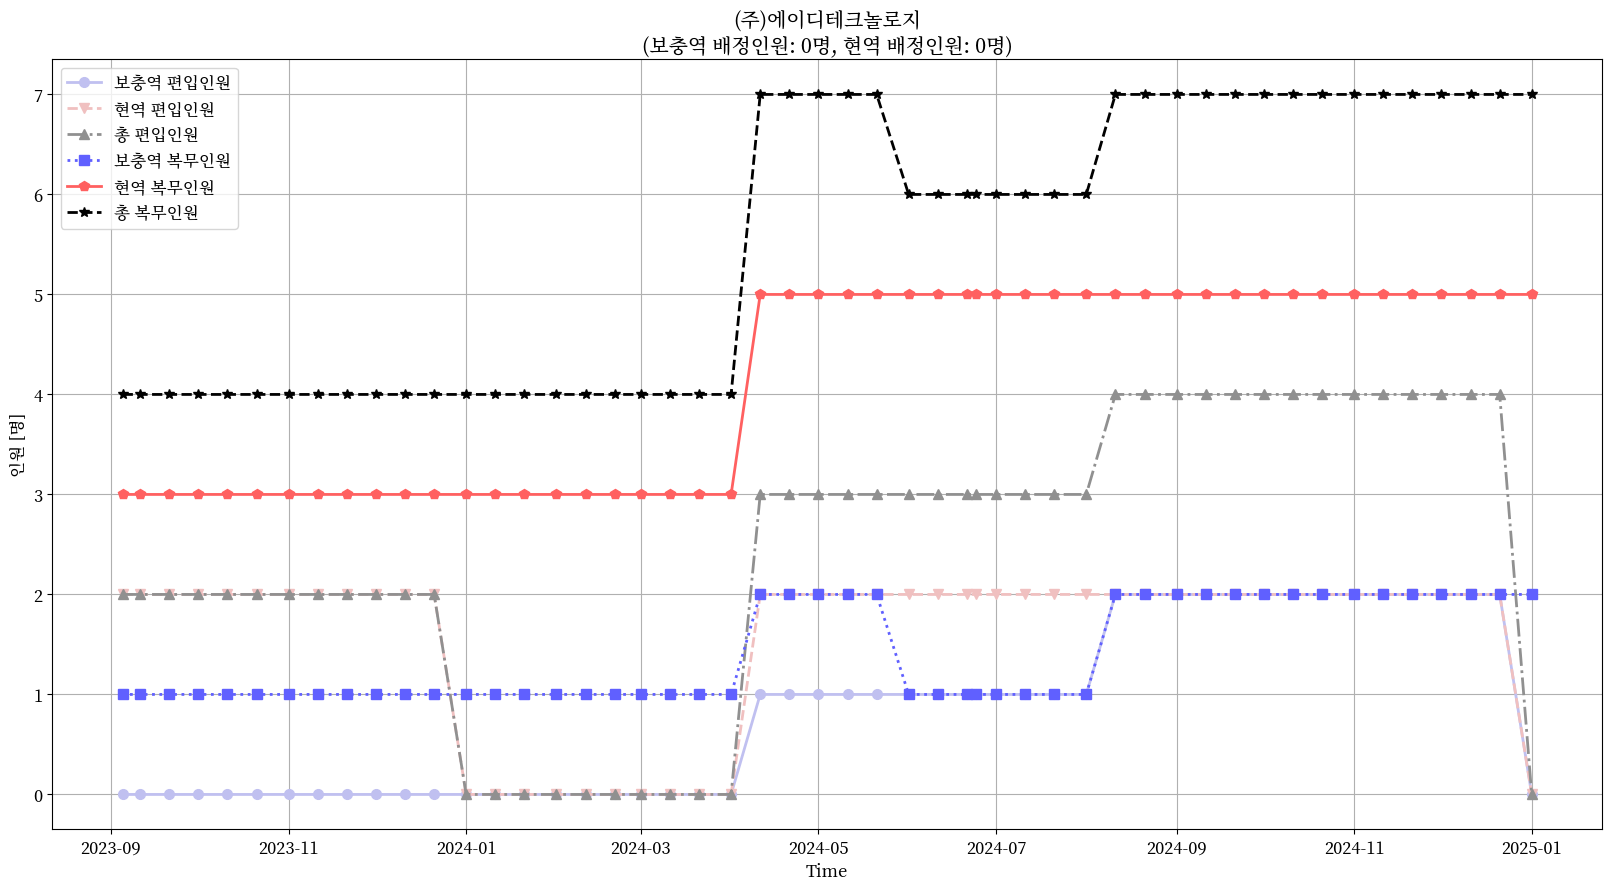 (주)에이디테크놀로지
(보충역 배정인원: 0명, 현역 배정인원: 0명)
보충역 편입인원
현역 편입인원
총 편입인원
보충역 복무인원
현역 복무인원
총 복무인원
7
6
5
4
3
2
1
0
인원 [명]
2023-09
2023-11
2024-01
2024-03
2024-05
2024-07
2024-09
2024-11
2025-01
Time